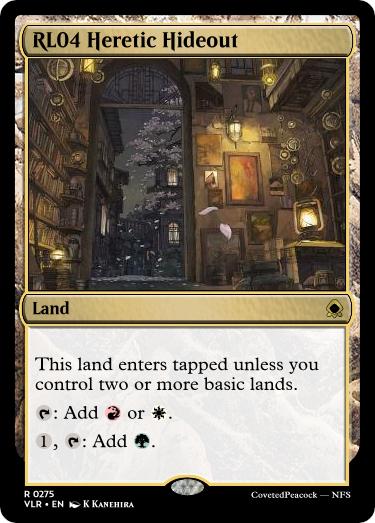 RL04 Heretic Hideout
Land
This land enters tapped unless you
control two or more basic lands.
: Add or .
1, : Add .
R 0275
VLR • EN K Kanehira
CovetedPeacock — NFS